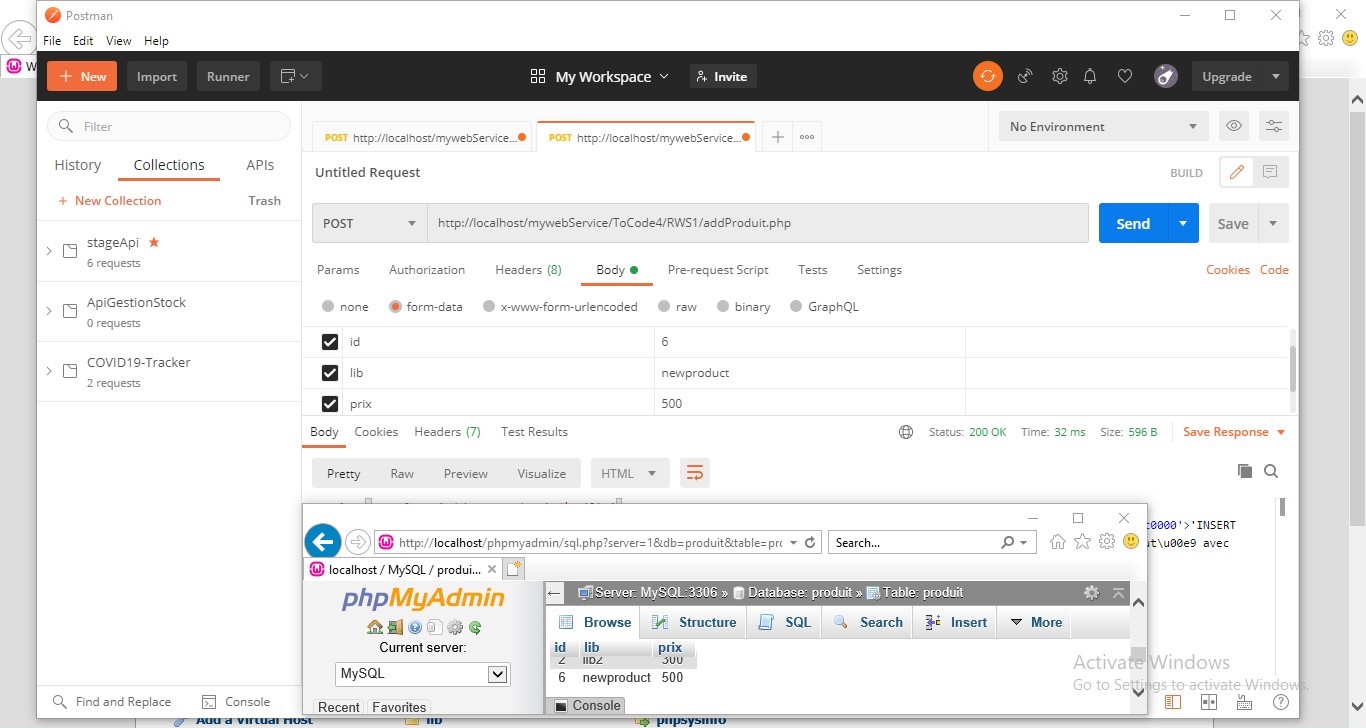 Postman
File Edit View Help
W
New Import Runner My Workspace Invite Upgrade
Filter
History Collections APIs
+ New Collection Trash
stageApi
6 requests
ApiGestionStock
0 requests
COVID19-Tracker
2 requests
POST http://localhost/mywebService... POST http://localhost/mywebService... No Environment
Untitled Request BUILD
POST http://localhost/mywebService/ToCode4/RWS1/addProduit.php Send Save
Params Authorization Headers (8) Body Pre-request Script Tests Settings Cookies Code
none form-data x-www-form-urlencoded raw binary GraphQL
id 6
lib newproduct
prix 500
Body Cookies Headers (7) Test Results Status: 200 OK Time: 32 ms Size: 596 B Save Response
Pretty Raw Preview Visualize HTML
c0000'>'INSERT
ut\u00e9 avec
http://localhost/phpmyadmin/sql.php?server=1&db=produit&table=prc Search...
localhost / MySQL / produi...
phpMyAdmin
Current server:
MySQL
Recent Favorites
Server: MySQL:3306 » Database: produit » Table: produit
Browse Structure SQL Search Insert More
id lib prix
2 lib2 300
6 newproduct 500
Console
Activate Windows
Go to Settings to activate Windows.
Find and Replace Console
Add a Virtual Host lib phpsysinfo